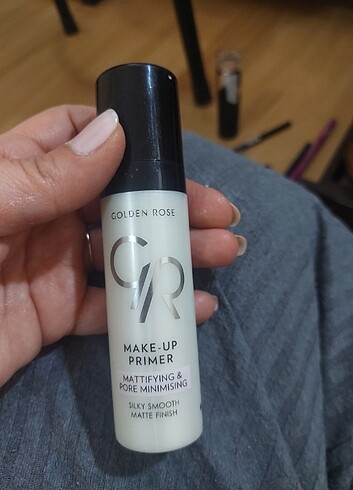 GOLDEN ROSE
GR
MAKE-UP
PRIMER
MATTIFYING &
PORE MINIMISING
SILKY SMOOTH
MATTE FINISH